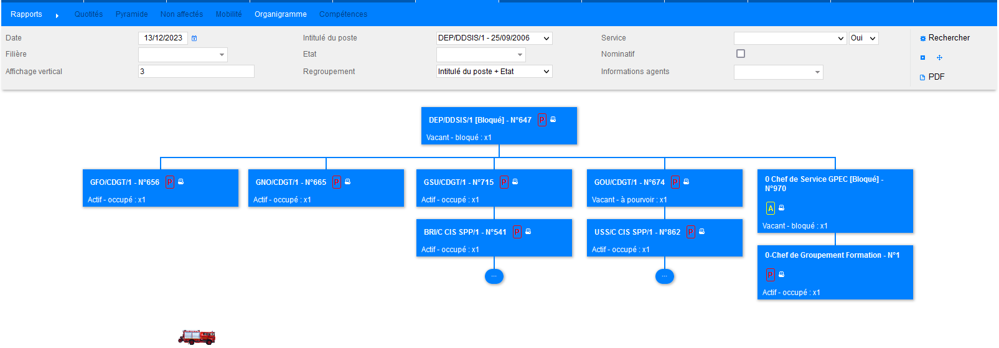 Rapports Quotités Pyramide Non affectés Mobilité Organigramme Compétences
Date 13/12/2023 Intitulé du poste DEP/DDSIS/1 - 25/09/2006 Service Oui Rechercher
Filière Etat Nominatif
Affichage vertical 3 Regroupement Intitulé du poste + Etat Informations agents PDF
DEP/DDSIS/1 [Bloqué] - N°647 P
Vacant - bloqué : x1
GFO/CDGT/1 - N°656 P
Actif - occupé : x1
GNO/CDGT/1 - N°665 P
Actif - occupé : x1
GSU/CDGT/1 - N°715 P
Actif - occupé : x1
GOU/CDGT/1 - N°674 P
Vacant - à pourvoir : x1
0 Chef de Service GPEC [Bloqué] -
N°970
A
Vacant - bloqué : x1
BRI/C CIS SPP/1 - N°541 P
Actif - occupé : x1
...
USS/C CIS SPP/1 - N°862 P
Actif - occupé : x1
...
0-Chef de Groupement Formation - N°1
P
Actif - occupé : x1